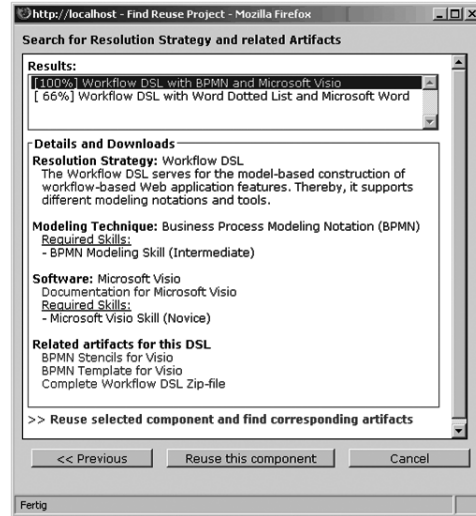 http://localhost - Find Reuse Project - Mozilla Firefox
Search for Resolution Strategy and related Artifacts
Results:
[100%] Workflow DSL with BPMN and Microsoft Visio
[ 66%] Workflow DSL with Word Dotted List and Microsoft Word
Details and Downloads
Resolution Strategy: Workflow DSL
The Workflow DSL serves for the model-based construction of
workflow-based Web application features. Thereby, it supports
different modeling notations and tools.
Modeling Technique: Business Process Modeling Notation (BPMN)
Required Skills:
- BPMN Modeling Skill (Intermediate)
Software: Microsoft Visio
Documentation for Microsoft Visio
Required Skills:
- Microsoft Visio Skill (Novice)
Related artifacts for this DSL
BPMN Stencils for Visio
BPMN Template for Visio
Complete Workflow DSL Zip-file
>> Reuse selected component and find corresponding artifacts
<< Previous Reuse this component Cancel
Fertig